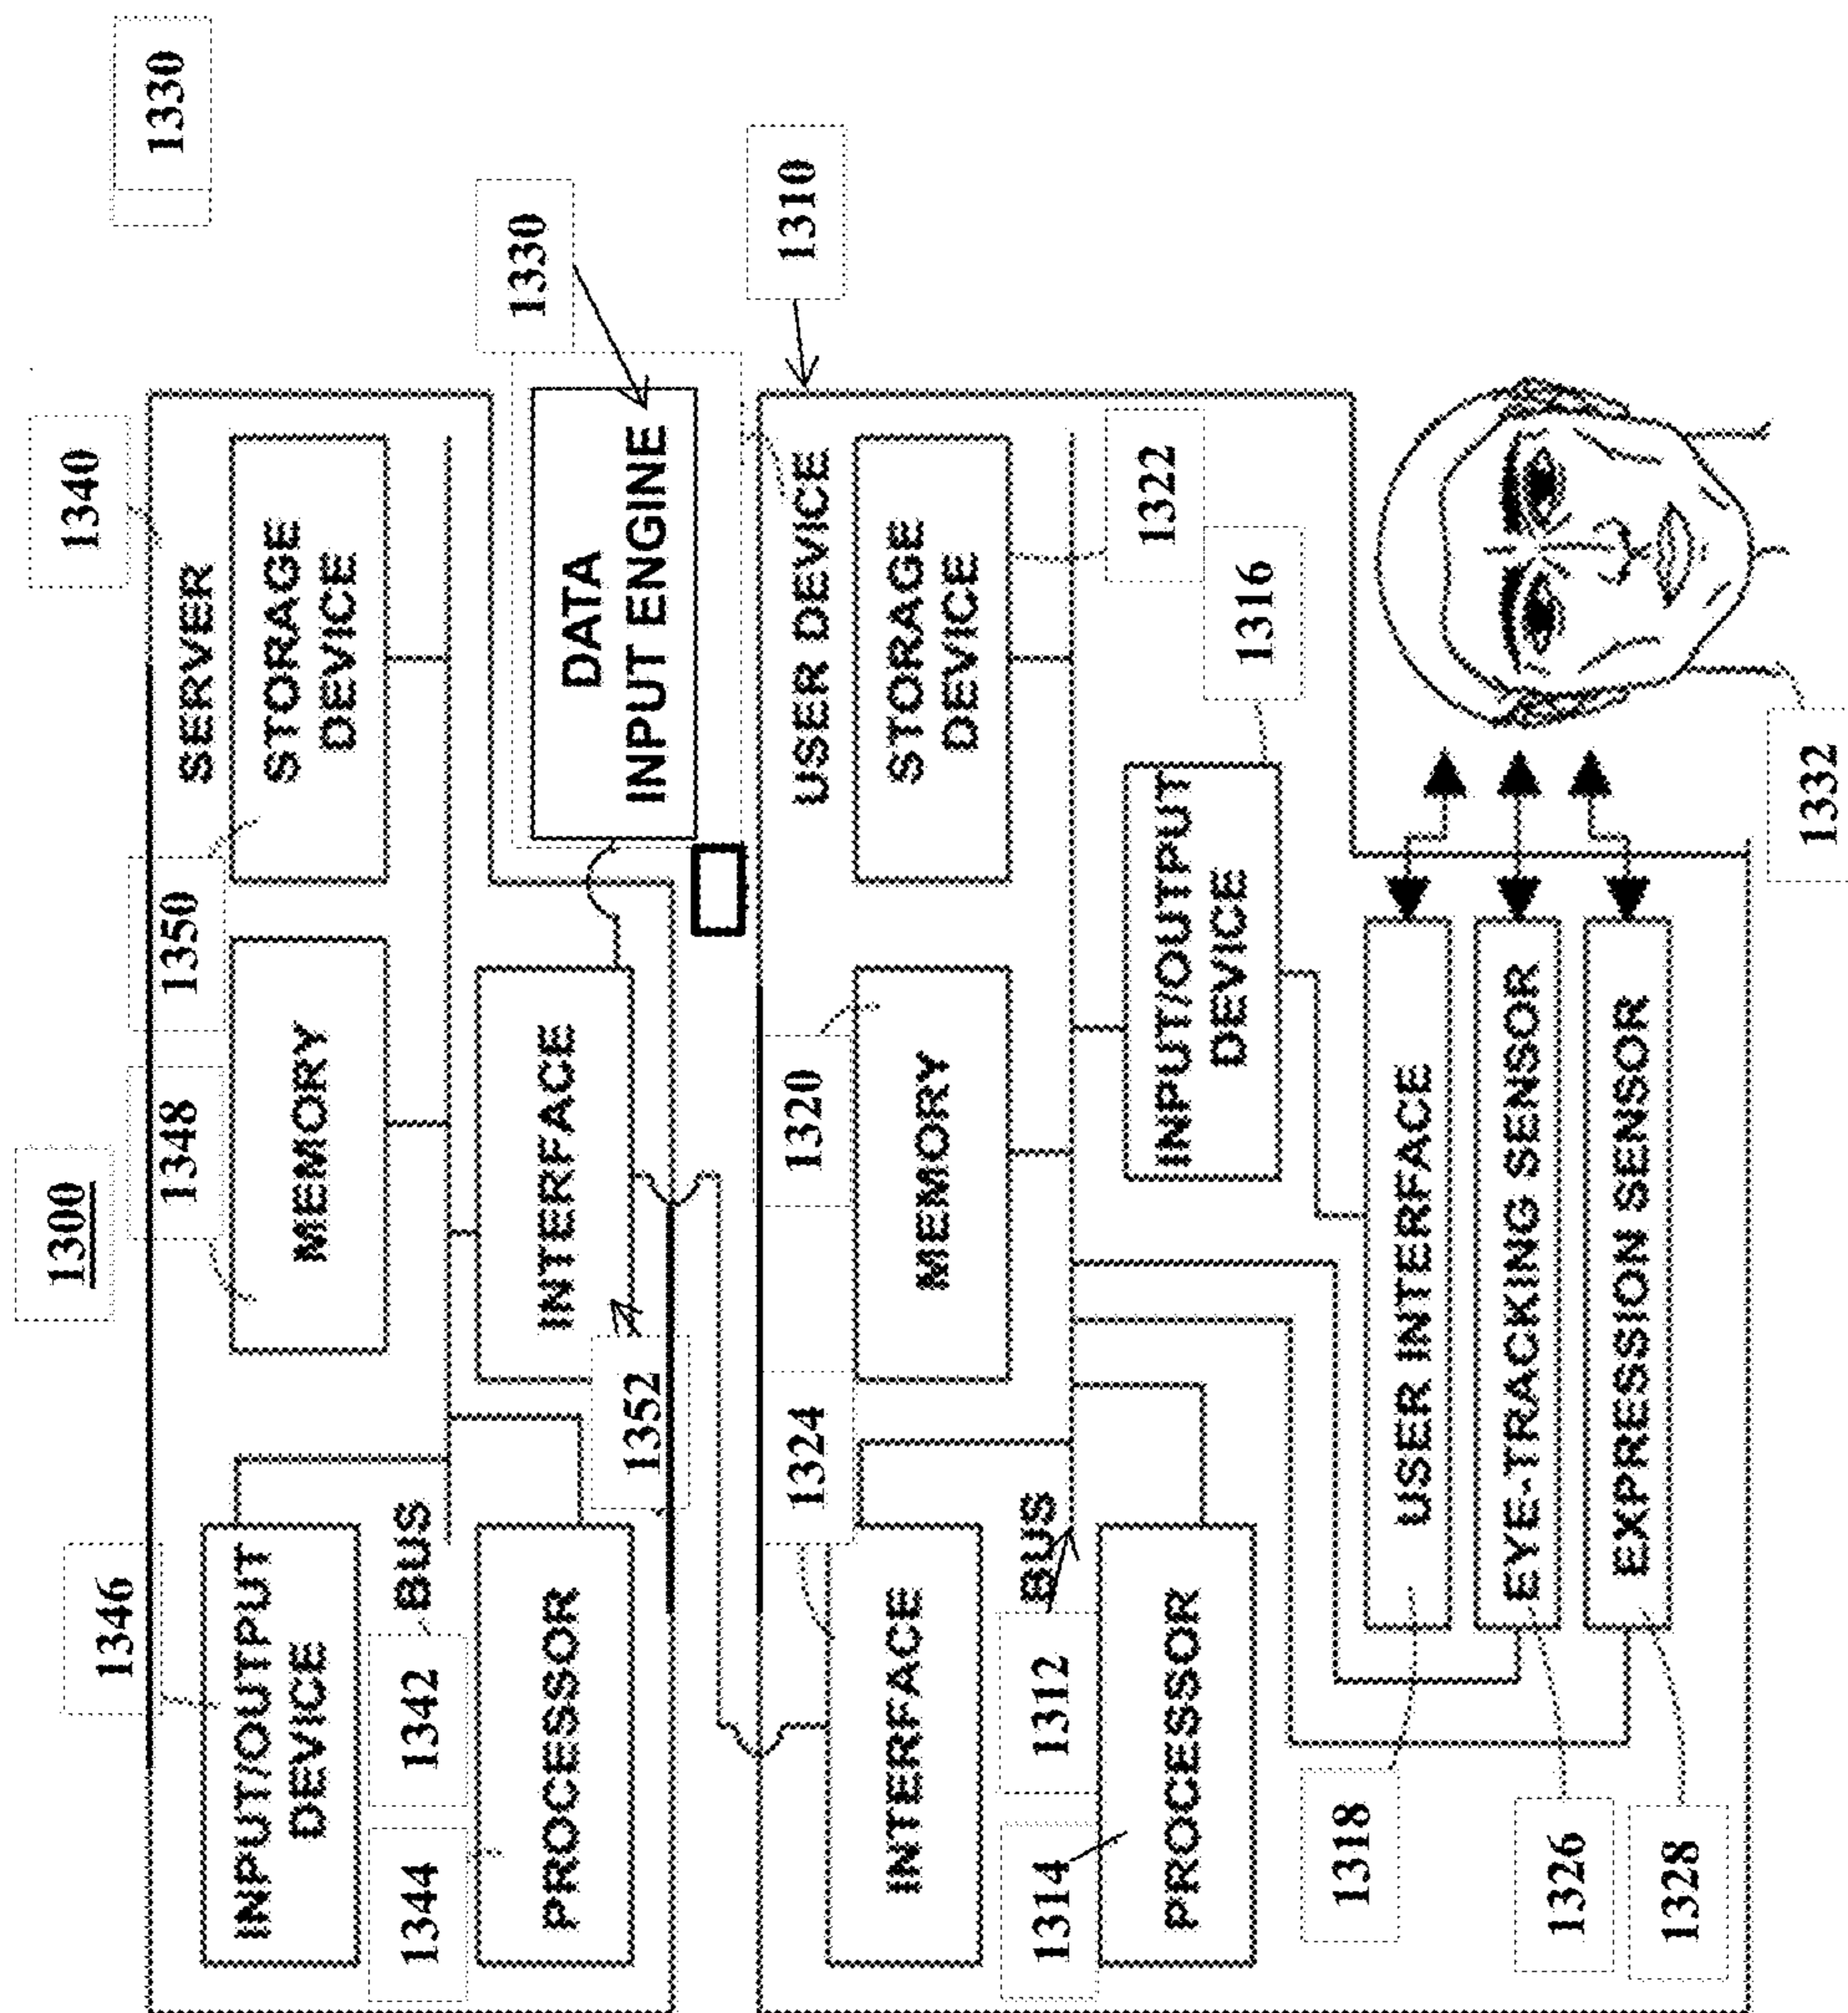 1300
1330
1340
1346
1348
1350
SERVER
INPUT/OUTPUT
DEVICE
MEMORY
STORAGE
DEVICE
1342
BUS
1344
PROCESSOR
INTERFACE
1352
1330
DATA
INPUT ENGINE
1310
USER DEVICE
1324
1320
INTERFACE
MEMORY
STORAGE
DEVICE
1322
1312
BUS
1314
PROCESSOR
INPUT/OUTPUT
DEVICE
1316
1318
USER INTERFACE
1326
EYE-TRACKING SENSOR
1328
EXPRESSION SENSOR
1332